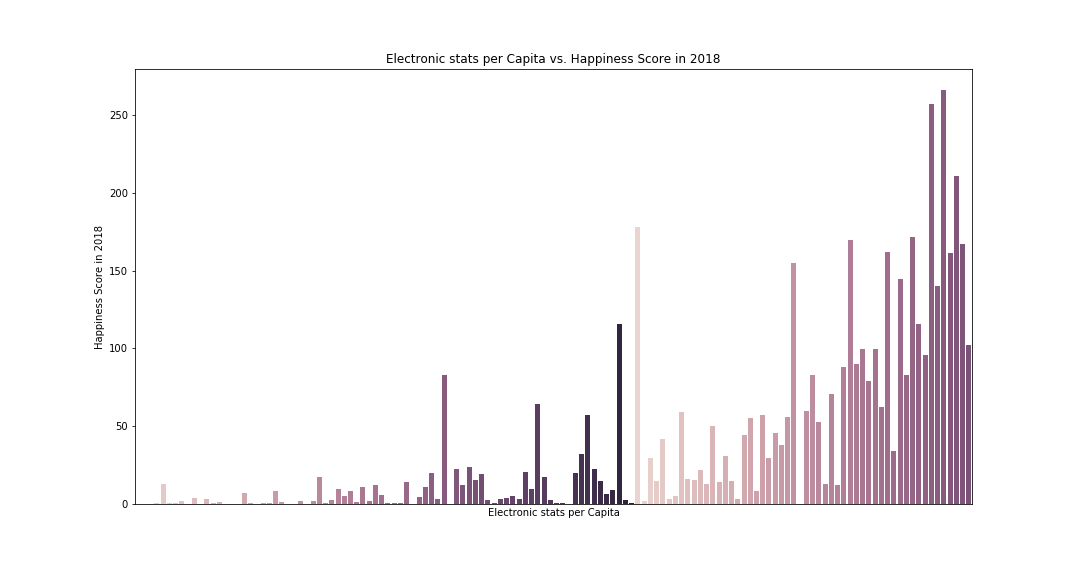 Electronic stats per Capita vs. Happiness Score in 2018
250
200
150
100
50
0
Happiness Score in 2018
Electronic stats per Capita